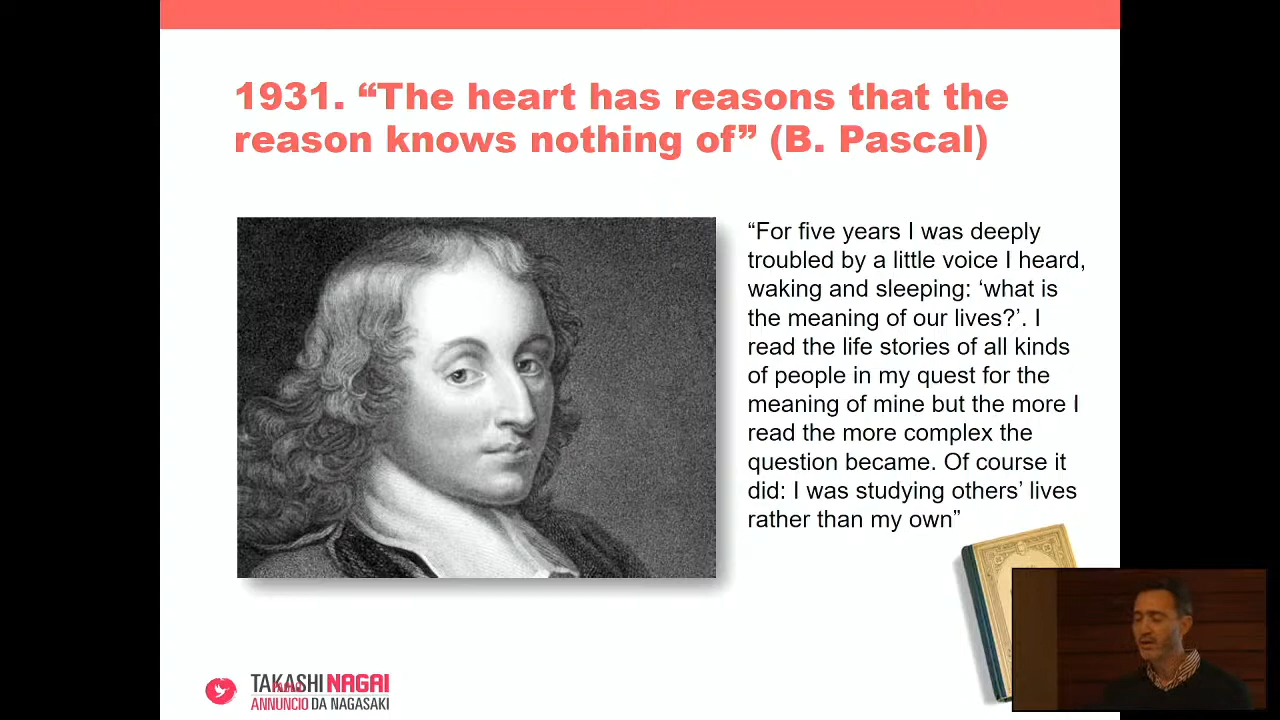 1931. “The heart has reasons that the
reason knows nothing of” (B. Pascal)
“For five years I was deeply
troubled by a little voice I heard,
waking and sleeping: ‘what is
the meaning of our lives?’. I
read the life stories of all kinds
of people in my quest for the
meaning of mine but the more I
read the more complex the
question became. Of course it
did: I was studying others’ lives
rather than my own”
TAKASHI NAGAI
ANNUNCIO DA NAGASAKI